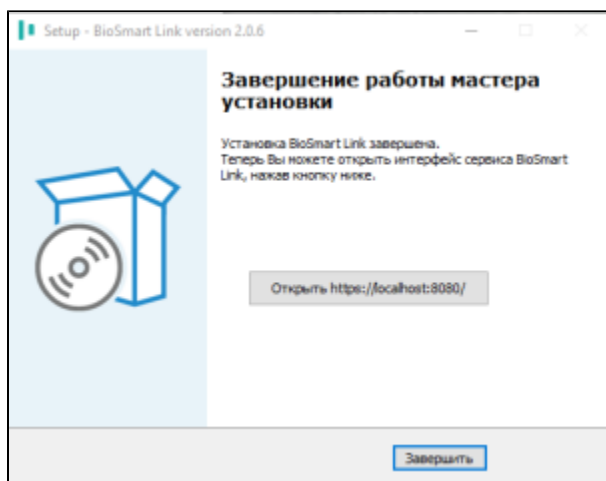 Setup - BioSmart Link version 2.0.6
Завершение работы мастера
установки
Установка BioSmart Link завершена.
Теперь Вы можете открыть интерфейс сервиса BioSmart
Link, нажав кнопку ниже.
Открыть https://localhost:8080/
Завершить